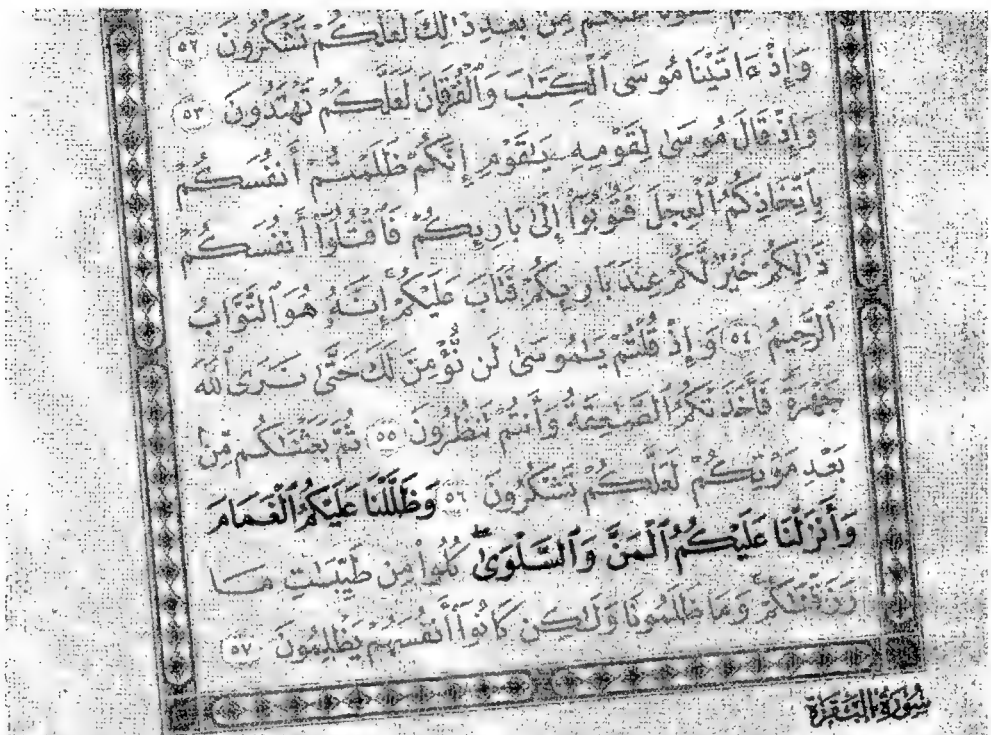 عَنكُم مِّنۢ بَعْدِ ذَٰلِكَ لَعَلَّكُمْ تَشْكُرُونَ ٥٢
وَإِذْ ءَاتَيْنَا مُوسَى ٱلْكِتَٰبَ وَٱلْفُرْقَانَ لَعَلَّكُمْ تَهْتَدُونَ ٥٣
وَإِذْ قَالَ مُوسَىٰ لِقَوْمِهِۦ يَٰقَوْمِ إِنَّكُمْ ظَلَمْتُمْ أَنفُسَكُم
بِٱتِّخَاذِكُمُ ٱلْعِجْلَ فَتُوبُوٓا۟ إِلَىٰ بَارِئِكُمْ فَٱقْتُلُوٓا۟ أَنفُسَكُمْ
ذَٰلِكُمْ خَيْرٌ لَّكُمْ عِندَ بَارِئِكُمْ فَتَابَ عَلَيْكُمْ إِنَّهُۥ هُوَ ٱلتَّوَّابُ
ٱلرَّحِيمُ ٥٤ وَإِذْ قُلْتُمْ يَٰمُوسَىٰ لَن نُّؤْمِنَ لَكَ حَتَّىٰ نَرَى ٱللَّهَ
جَهْرَةً فَأَخَذَتْكُمُ ٱلصَّٰعِقَةُ وَأَنتُمْ تَنظُرُونَ ٥٥ ثُمَّ بَعَثْنَٰكُم مِّنۢ
بَعْدِ مَوْتِكُمْ لَعَلَّكُمْ تَشْكُرُونَ ٥٦ وَظَلَّلْنَا عَلَيْكُمُ ٱلْغَمَامَ
وَأَنزَلْنَا عَلَيْكُمُ ٱلْمَنَّ وَٱلسَّلْوَىٰ ۖ كُلُوا۟ مِن طَيِّبَٰتِ مَا
رَزَقْنَٰكُمْ ۖ وَمَا ظَلَمُونَا وَلَٰكِن كَانُوٓا۟ أَنفُسَهُمْ يَظْلِمُونَ ٥٧
سُورَةُ الْبَقَرَةِ